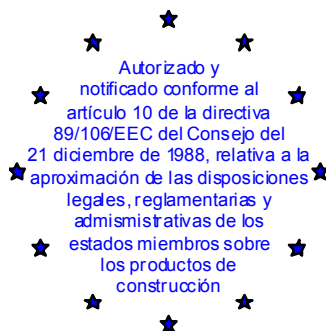 Autorizado y
notificado conforme al
artículo 10 de la directiva
89/106/EEC del Consejo del
21 diciembre de 1988, relativa a la
aproximación de las disposiciones
legales, reglamentarias y
admismistrativas de los
estados miembros sobre
los productos de
construcción